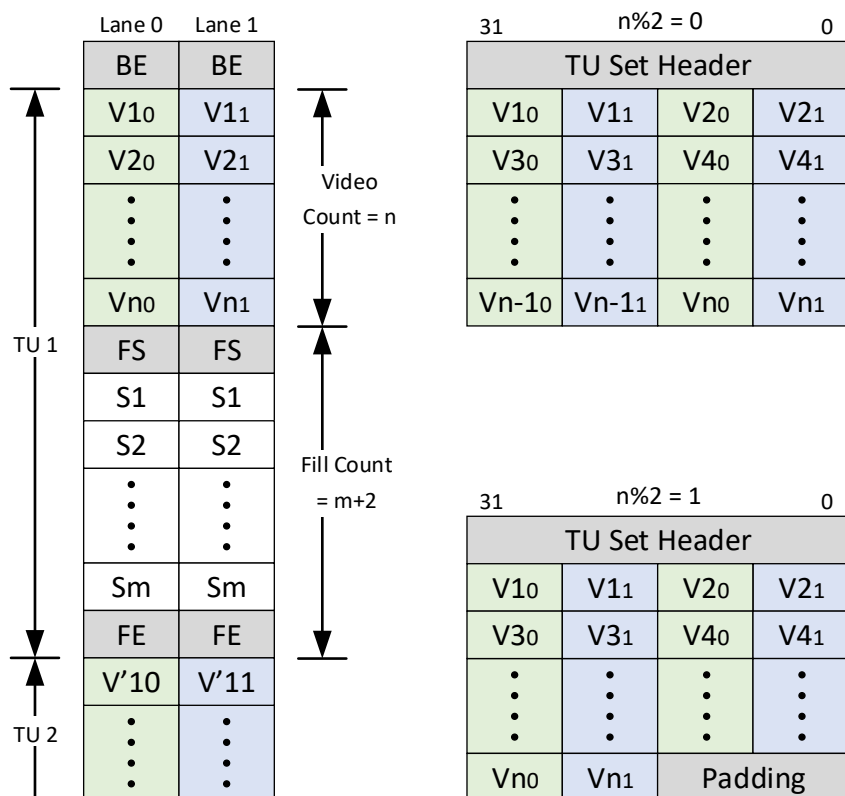 Lane 0 Lane 1
BE BE
V10 V11
V20 V21
Vn0 Vn1
FS FS
S1 S1
S2 S2
Sm Sm
FE FE
V'10 V'11
TU 1
TU 2
Video
Count = n
Fill Count
= m+2
31 n%2 = 0 0
TU Set Header
V10 V11 V20 V21
V30 V31 V40 V41
Vn-10 Vn-11 Vn0 Vn1
31 n%2 = 1 0
TU Set Header
V10 V11 V20 V21
V30 V31 V40 V41
Vn0 Vn1 Padding